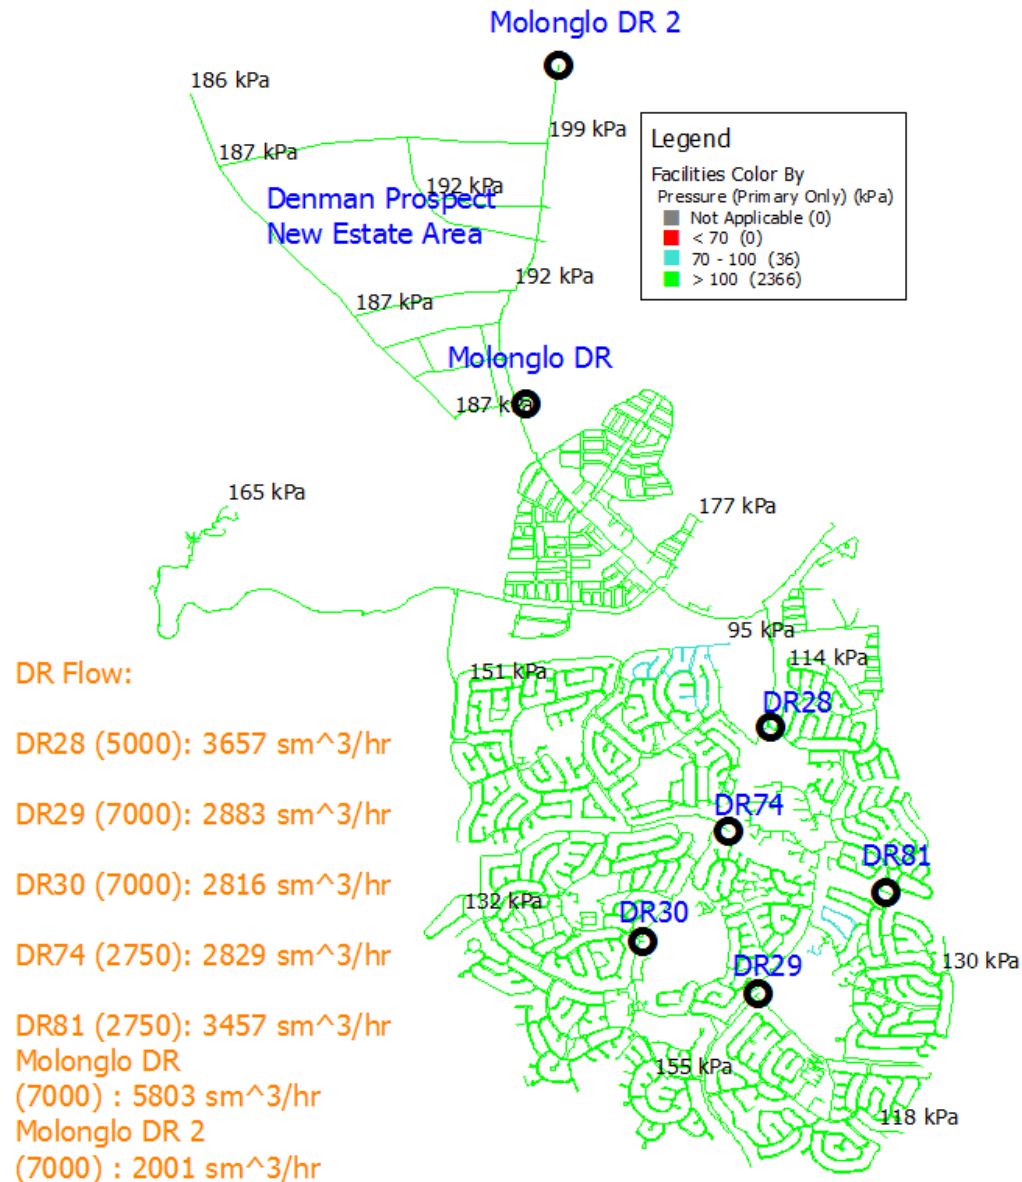 Molonglo DR 2
186 kPa
199 kPa
187 kPa
192 kPa
Denman Prospect
New Estate Area
Legend
Facilities Color By
Pressure (Primary Only) (kPa)
Not Applicable (0)
< 70 (0)
70 - 100 (36)
> 100 (2366)
192 kPa
187 kPa
Molonglo DR
187 kPa
165 kPa
177 kPa
95 kPa
114 kPa
151 kPa
DR28
DR74
DR81
132 kPa
DR30
DR29
130 kPa
155 kPa
118 kPa
DR Flow:
DR28 (5000): 3657 sm^3/hr
DR29 (7000): 2883 sm^3/hr
DR30 (7000): 2816 sm^3/hr
DR74 (2750): 2829 sm^3/hr
DR81 (2750): 3457 sm^3/hr
Molonglo DR
(7000) : 5803 sm^3/hr
Molonglo DR 2
(7000) : 2001 sm^3/hr